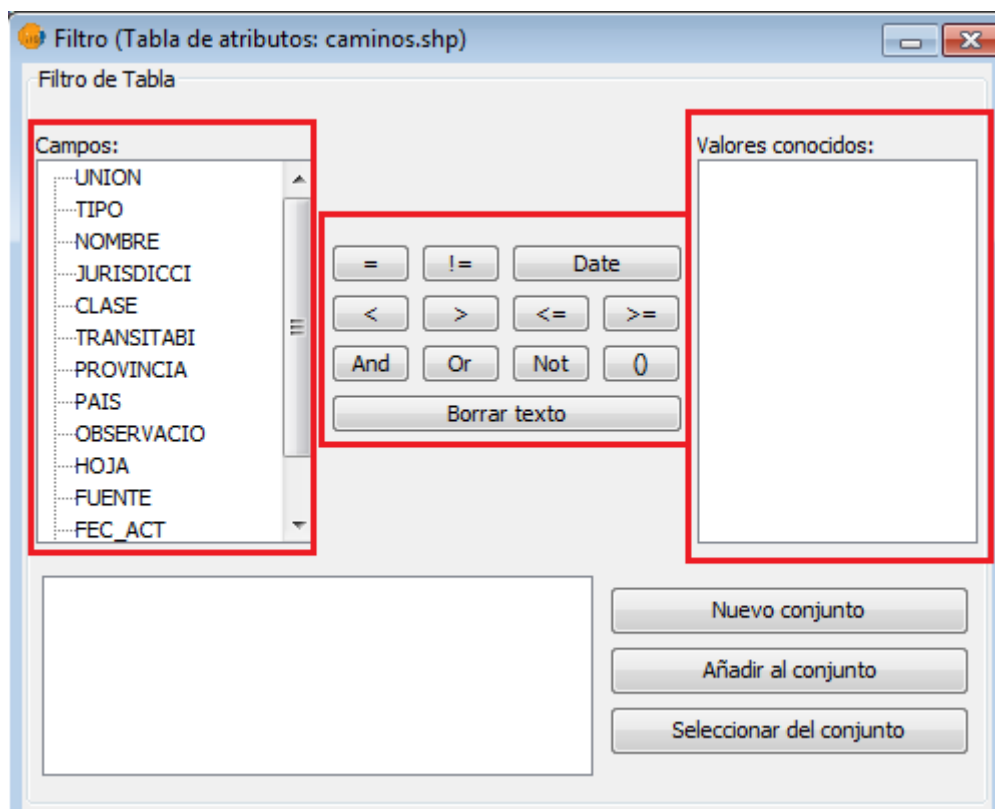 Filtro (Tabla de atributos: caminos.shp)
Filtro de Tabla
Campos:
UNION
TIPO
NOMBRE
JURISDICCI
CLASE
TRANSITABI
PROVINCIA
PAIS
OBSERVACIO
HOJA
FUENTE
FEC_ACT
= != Date
< > <= >=
And Or Not ()
Borrar texto
Valores conocidos:
Nuevo conjunto
Añadir al conjunto
Seleccionar del conjunto